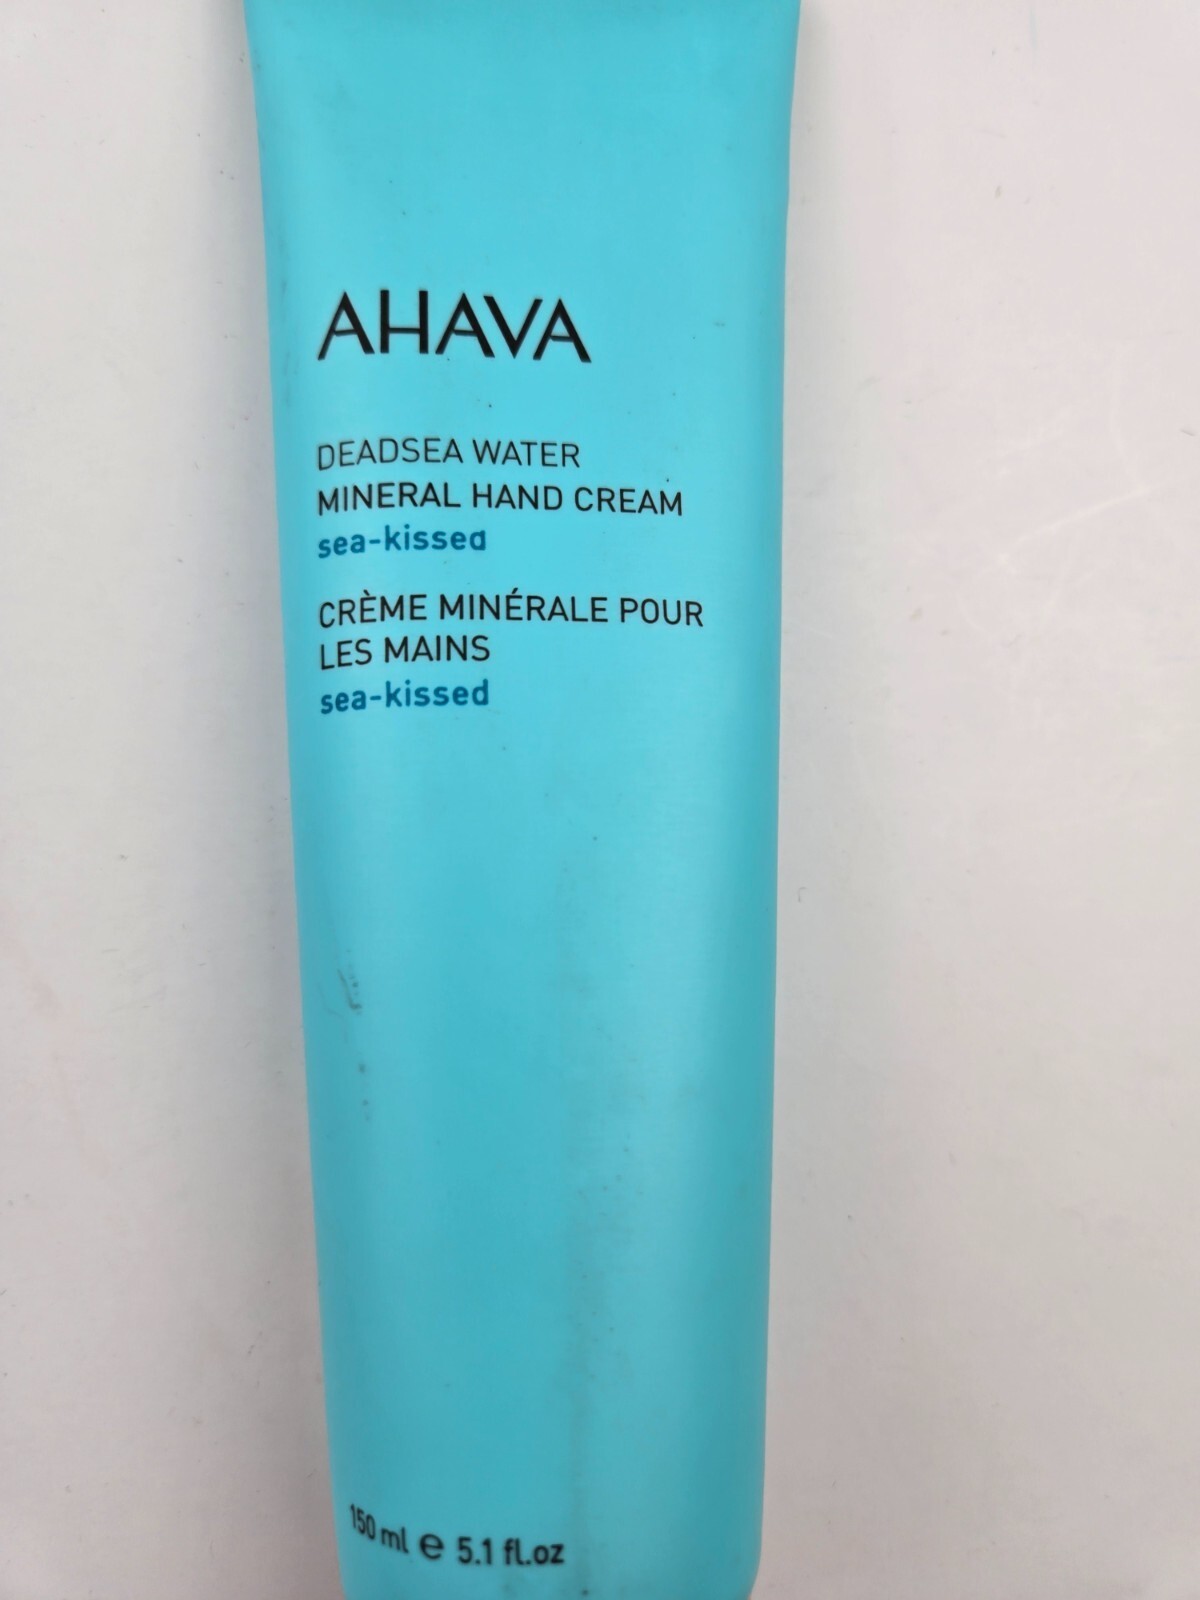 AHAVA
DEADSEA WATER
MINERAL HAND CREAM
sea-kissed
CRÈME MINÉRALE POUR
LES MAINS
sea-kissed
150 ml ℮ 5.1 fl.oz